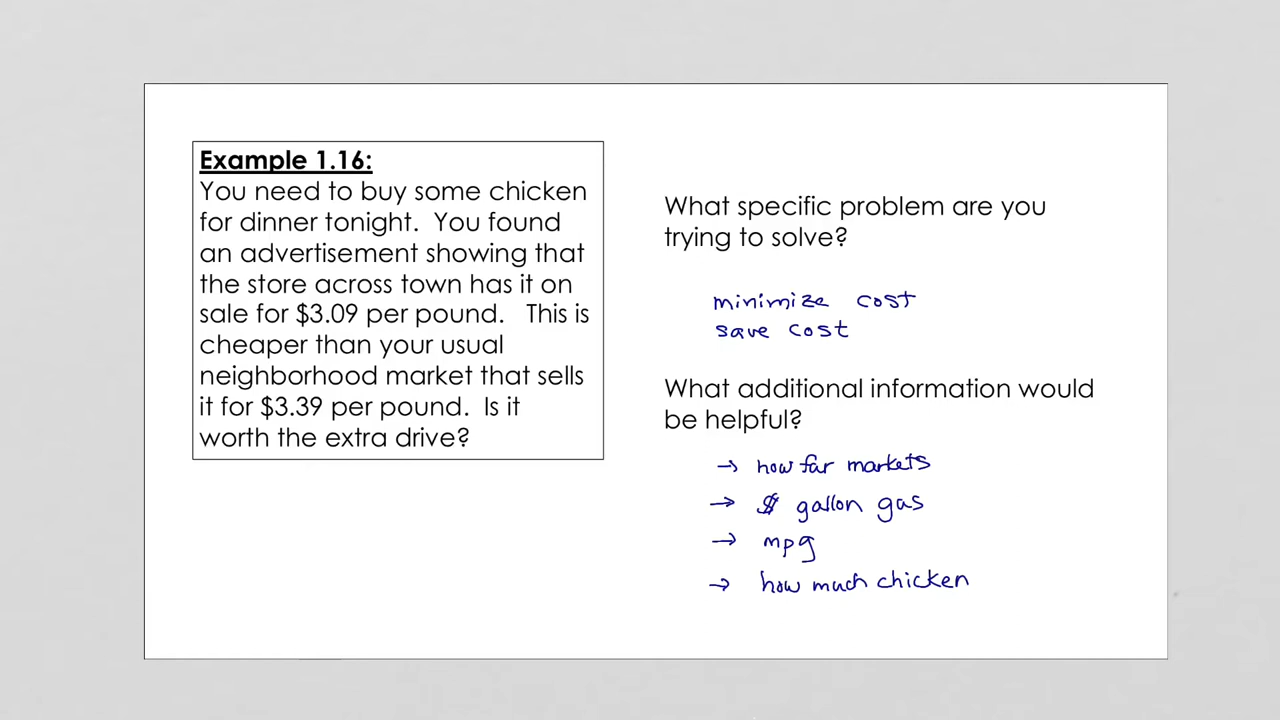 Example 1.16:
You need to buy some chicken
for dinner tonight. You found
an advertisement showing that
the store across town has it on
sale for $3.09 per pound. This is
cheaper than your usual
neighborhood market that sells
it for $3.39 per pound. Is it
worth the extra drive?
What specific problem are you
trying to solve?
minimize cost
save cost
What additional information would
be helpful?
→ how far markets
→ $ gallon gas
→ mpg
→ how much chicken